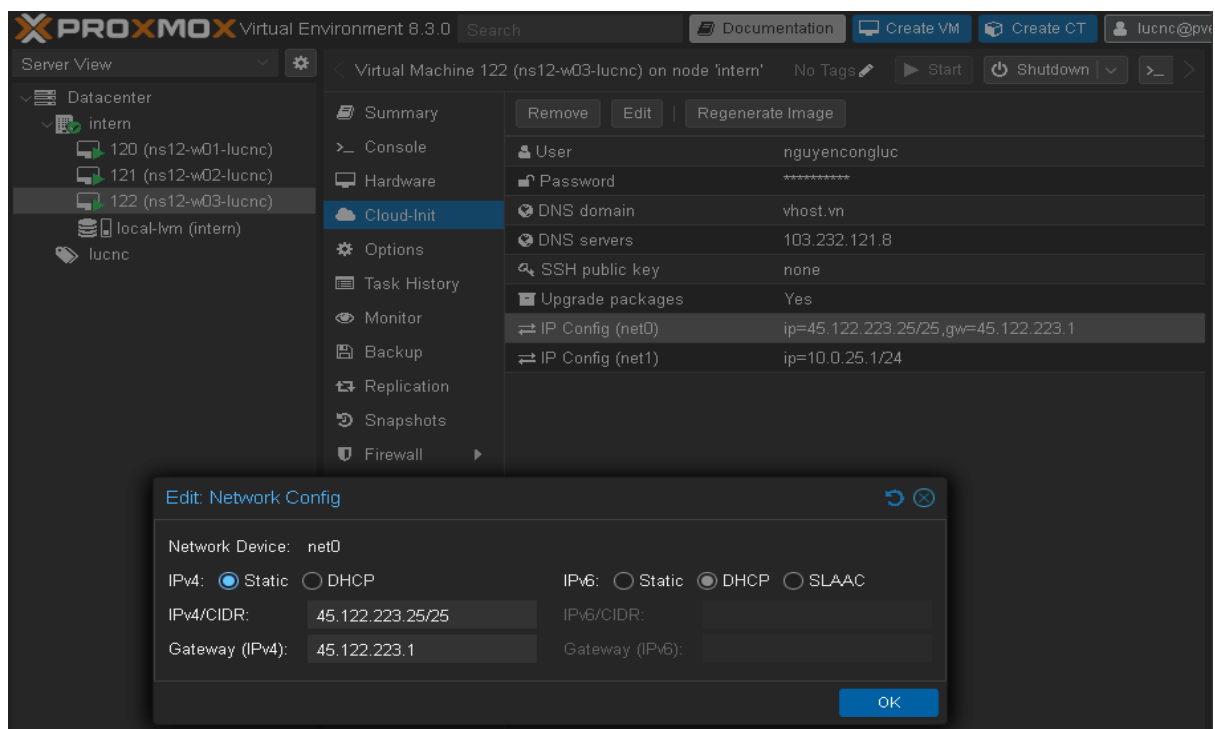 PROXMOX Virtual Environment 8.3.0 Search Documentation Create VM Create CT lucnc@pve
Server View
Virtual Machine 122 (ns12-w03-lucnc) on node 'intern' No Tags Start Shutdown
Datacenter
intern
120 (ns12-w01-lucnc)
121 (ns12-w02-lucnc)
122 (ns12-w03-lucnc)
local-lvm (intern)
lucnc
Summary
Console
Hardware
Cloud-Init
Options
Task History
Monitor
Backup
Replication
Snapshots
Firewall
Remove Edit Regenerate Image
User nguyencongluc
Password **********
DNS domain vhost.vn
DNS servers 103.232.121.8
SSH public key none
Upgrade packages Yes
IP Config (net0) ip=45.122.223.25/25,gw=45.122.223.1
IP Config (net1) ip=10.0.25.1/24
Edit: Network Config
Network Device: net0
IPv4: Static DHCP IPv6: Static DHCP SLAAC
IPv4/CIDR: 45.122.223.25/25 IPv6/CIDR:
Gateway (IPv4): 45.122.223.1 Gateway (IPv6):
OK